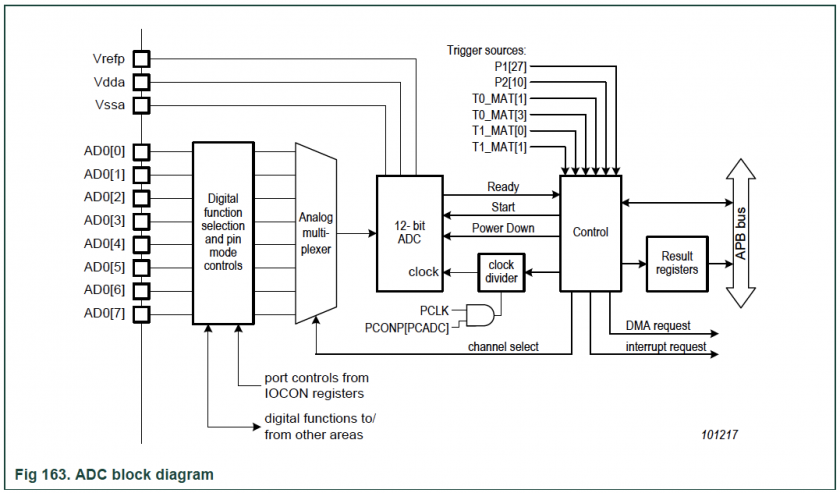 Trigger sources:
P1[27]
P2[10]
T0_MAT[1]
T0_MAT[3]
T1_MAT[0]
T1_MAT[1]
Vrefp
Vdda
Vssa
AD0[0]
AD0[1]
AD0[2]
AD0[3]
AD0[4]
AD0[5]
AD0[6]
AD0[7]
Digital
function
selection
and pin
mode
controls
Analog
multi-
plexer
12- bit
ADC
clock
Ready
Start
Power Down
clock
divider
Control
Result
registers
APB bus
PCLK
PCONP[PCADC]
channel select
DMA request
interrupt request
port controls from
IOCON registers
digital functions to/
from other areas
101217
Fig 163. ADC block diagram